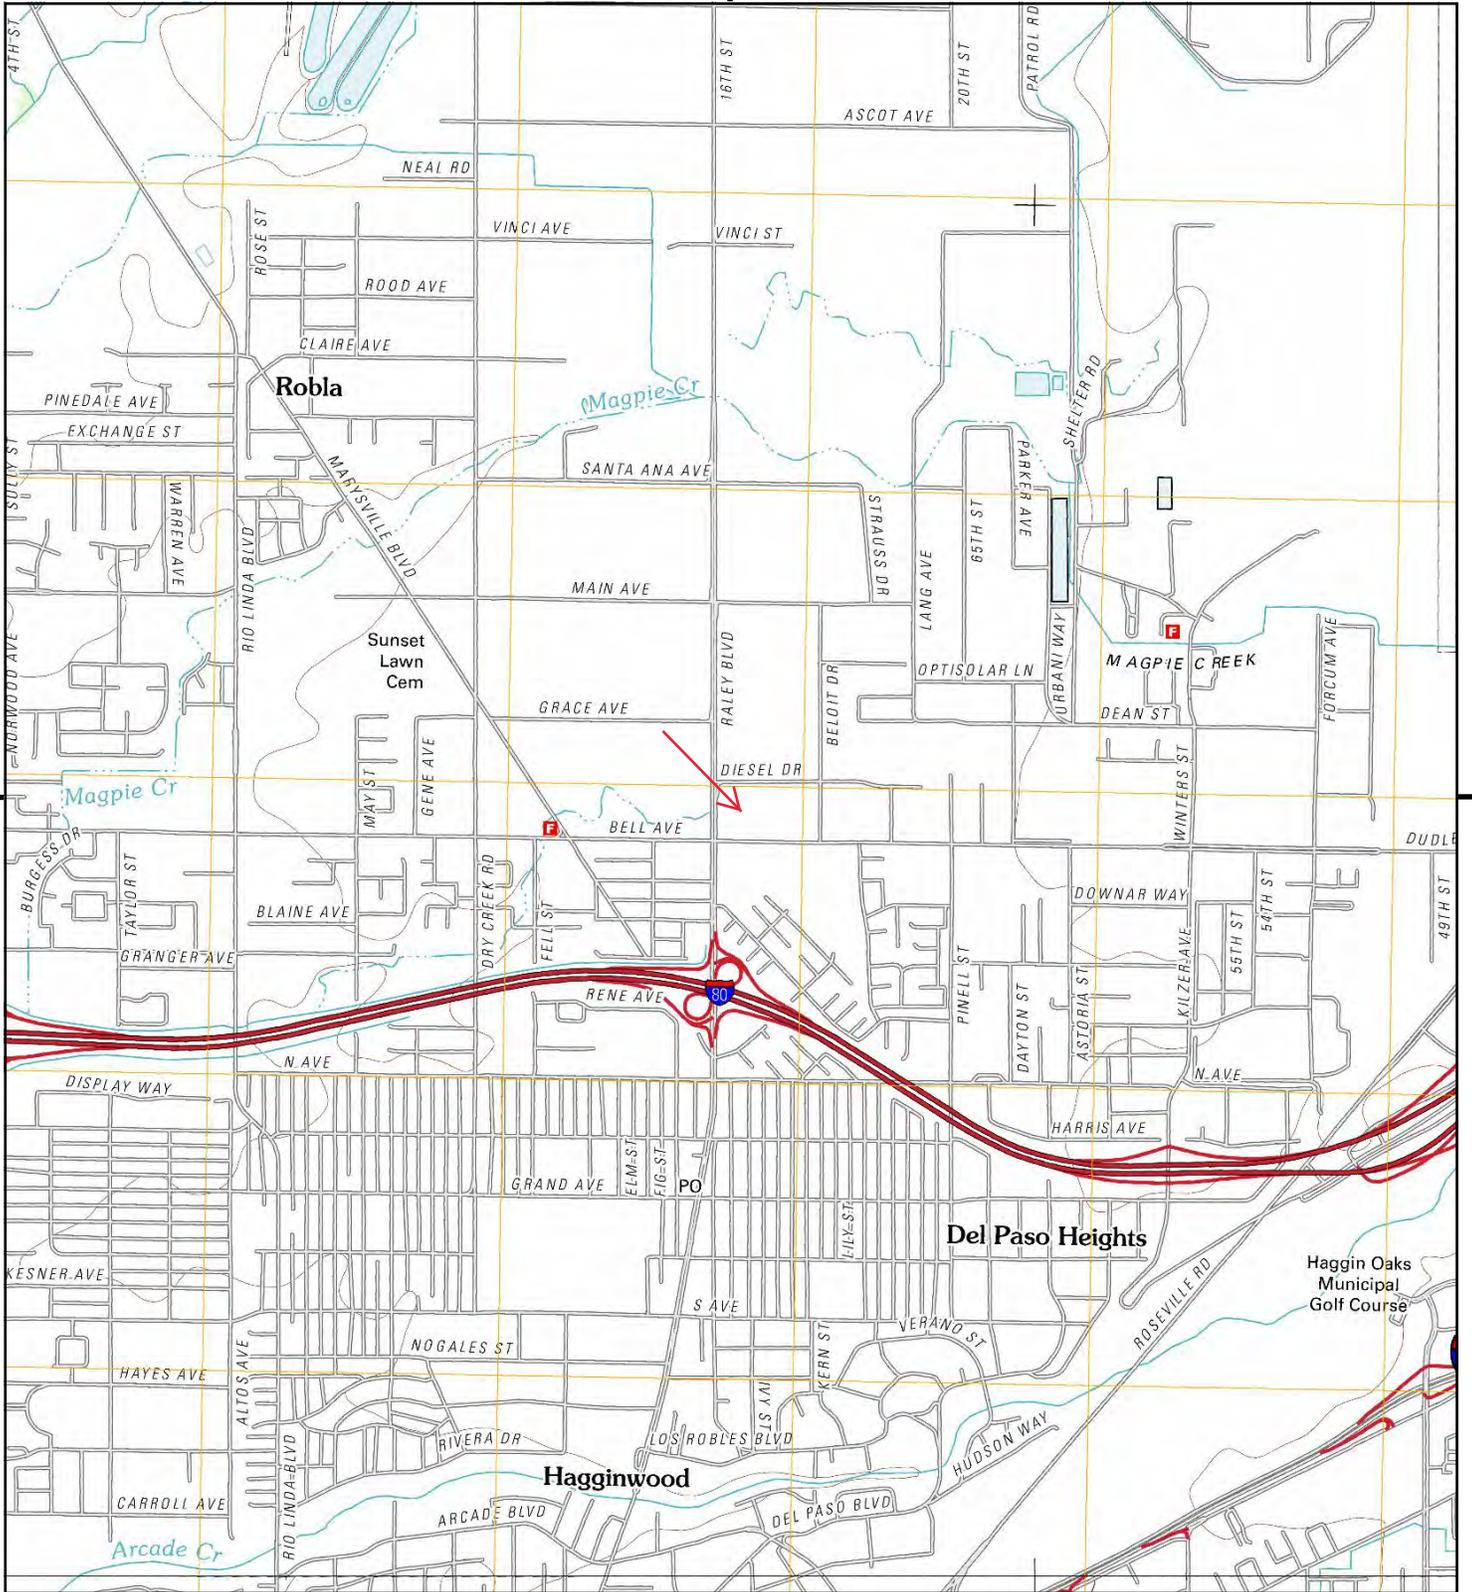 4TH ST
16TH ST
20TH ST
PATROL RD
ASCOT AVE
NEAL RD
ROSE ST
VINCI AVE
VINCI ST
ROOD AVE
CLAIRE AVE
Robla
Magpie Cr
SHELTER RD
PINEDALE AVE
EXCHANGE ST
SULLY ST
MARYSVILLE BLVD
SANTA ANA AVE
PARKER AVE
WARREN AVE
STRAUSS DR
65TH ST
RIO LINDA BLVD
LANG AVE
MAIN AVE
Sunset
Lawn
Cem
NORWOOD AVE
RALEY BLVD
BELOIT DR
OPTISOLAR LN
URBANI WAY
F
MAGPIE CREEK
FORCUM AVE
GRACE AVE
DEAN ST
MAY ST
GENE AVE
DIESEL DR
WINTERS ST
Magpie Cr
F
BELL AVE
BURGESS DR
DUDLE
TAYLOR ST
DRY CREEK RD
BLAINE AVE
FELL ST
DOWNAR WAY
54TH ST
49TH ST
55TH ST
GRANGER AVE
PINELL ST
KILZER AVE
RENE AVE
80
DAYTON ST
ASTORIA ST
N AVE
N AVE
DISPLAY WAY
HARRIS AVE
ELM ST
FIG ST
GRAND AVE
PO
LILY ST
Del Paso Heights
KESNER AVE
Haggin Oaks
Municipal
Golf Course
ROSEVILLE RD
S AVE
VERANO ST
NOGALES ST
KERN ST
HAYES AVE
ALTOS AVE
IVY ST
RIVERA DR
LOS ROBLES BLVD
HUDSON WAY
RIO LINDA BLVD
Hagginwood
CARROLL AVE
ARCADE BLVD
DEL PASO BLVD
Arcade Cr